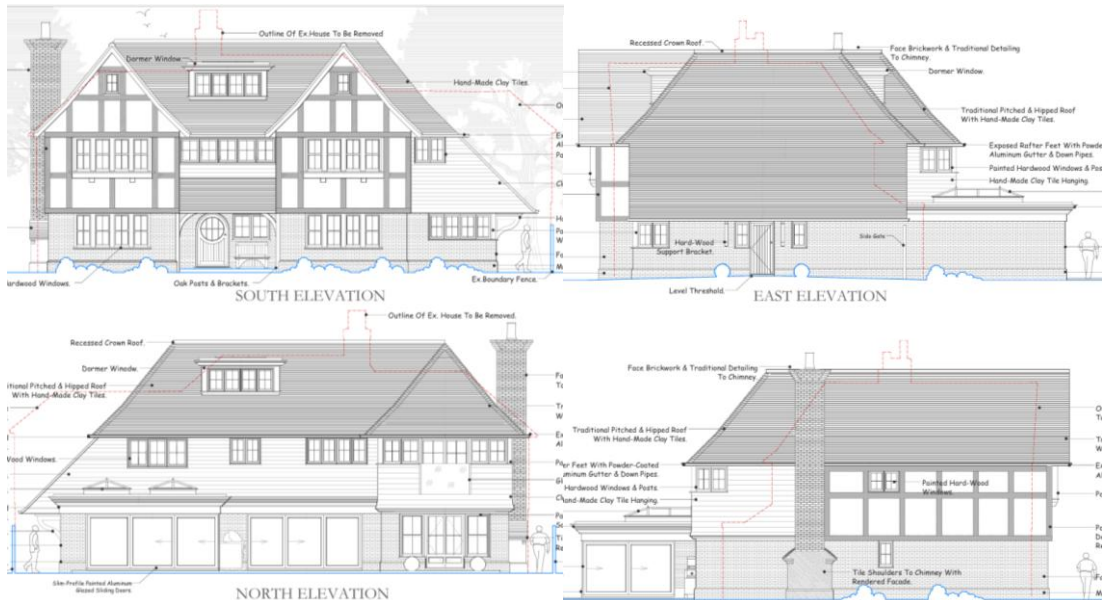 Outline Of Ex.House To Be Removed
Dormer Window.
Hand-Made Clay Tiles.
Hardwood Windows.
Oak Posts & Brackets.
Ex.Boundary Fence.
SOUTH ELEVATION
Recessed Crown Roof.
Face Brickwork & Traditional Detailing
To Chimney.
Dormer Window.
Traditional Pitched & Hipped Roof
With Hand-Made Clay Tiles.
Exposed Rafter Feet With Powde
Aluminum Gutter & Down Pipes.
Painted Hardwood Windows & Pos
Hand-Made Clay Tile Hanging.
Hard-Wood
Support Bracket.
Side Gate
Level Threshold.
EAST ELEVATION
Outline Of Ex. House To Be Removed.
Recessed Crown Roof.
Dormer Winodw.
itional Pitched & Hipped Roof
With Hand-Made Clay Tiles.
Wood Windows.
Slim-Profile Painted Aluminum
Glazed Sliding Doors
NORTH ELEVATION
Face Brickwork & Traditional Detailing
To Chimney.
Traditional Pitched & Hipped Roof
With Hand-Made Clay Tiles.
er Feet With Powder-Coated
uminum Gutter & Down Pipes.
Hardwood Windows & Posts.
and-Made Clay Tile Hanging.
Painted Hard-Wood
Windows.
Tile Shoulders To Chimney With
Rendered Facade.